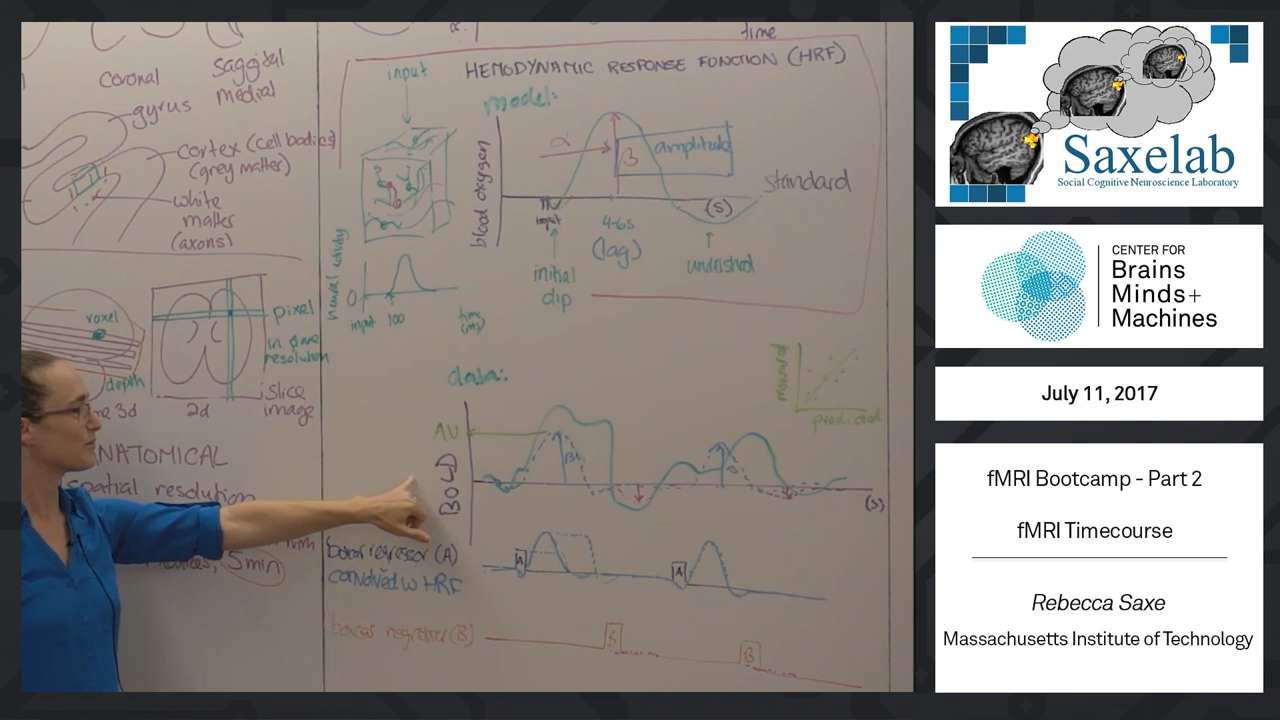 time
Coronal
Saggital
medial
gyrus
cortex (cell bodies)
(grey matter)
white
matter
(axons)
voxel
depth
3d
2d
pixel
in plane
resolution
slice
image
NATOMICAL
spatial resolution
5min
input
HEMODYNAMIC RESPONSE FUNCTION (HRF)
model:
blood oxygen
α
β
amplitude
standard
input
4-6s
(s)
(lag)
initial
dip
undershoot
neural activity
0
input
100
time
(ms)
data:
measured
predicted
AU
BOLD
(s)
boxcar regressor (A)
convolved w HRF
A
A
boxcar regressor (B)
B
B
Saxelab
Social Cognitive Neuroscience Laboratory
CENTER FOR
Brains
Minds+
Machines
July 11, 2017
fMRI Bootcamp - Part 2
fMRI Timecourse
Rebecca Saxe
Massachusetts Institute of Technology